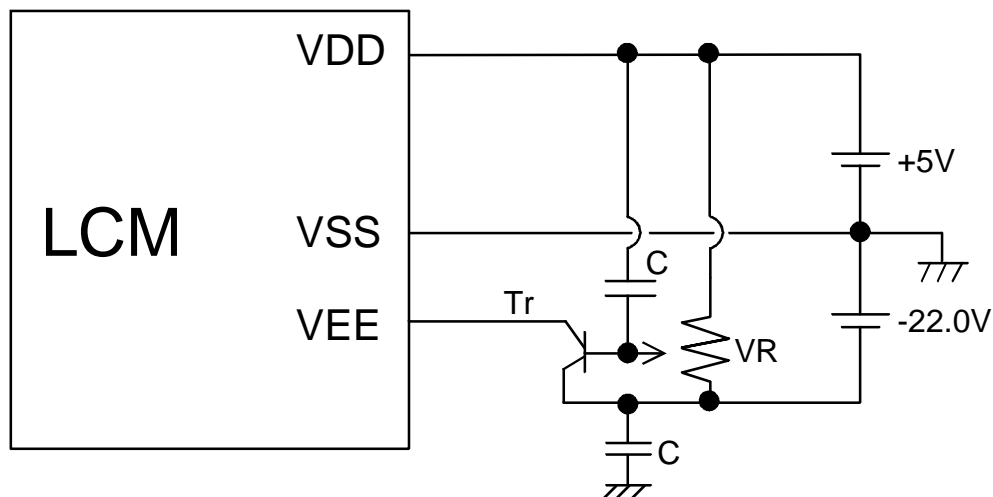 VDD
+5V
LCM
VSS
C
Tr
VEE
-22.0V
VR
C